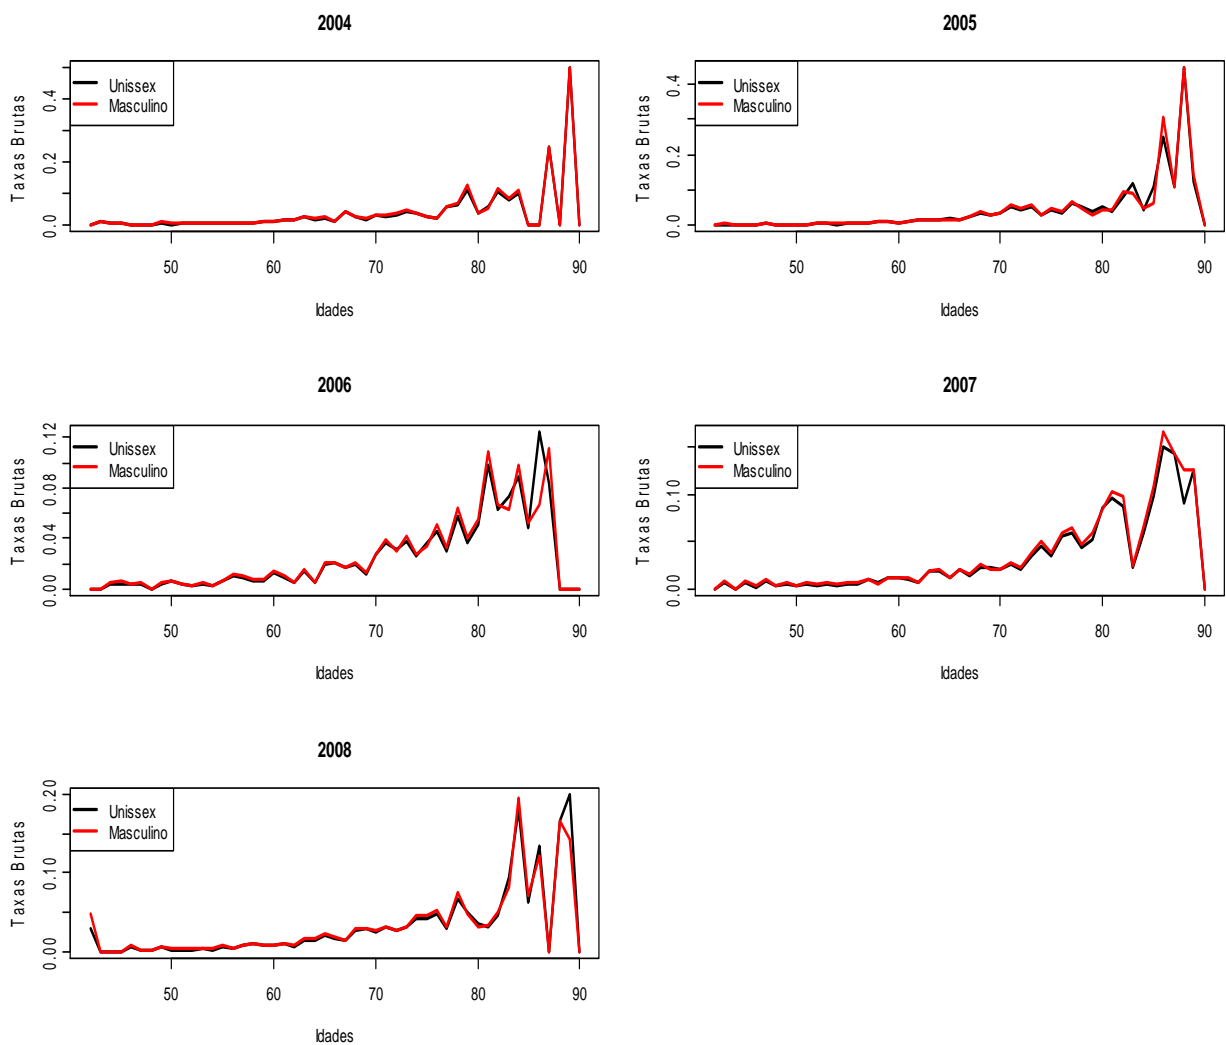 2004
Unissex
Masculino
Taxas Brutas
0.0 0.2 0.4
50 60 70 80 90
Idades
2005
Unissex
Masculino
Taxas Brutas
0.0 0.2 0.4
50 60 70 80 90
Idades
2006
Unissex
Masculino
Taxas Brutas
0.00 0.04 0.08 0.12
50 60 70 80 90
Idades
2007
Unissex
Masculino
Taxas Brutas
0.00 0.10
50 60 70 80 90
Idades
2008
Unissex
Masculino
Taxas Brutas
0.00 0.10 0.20
50 60 70 80 90
Idades